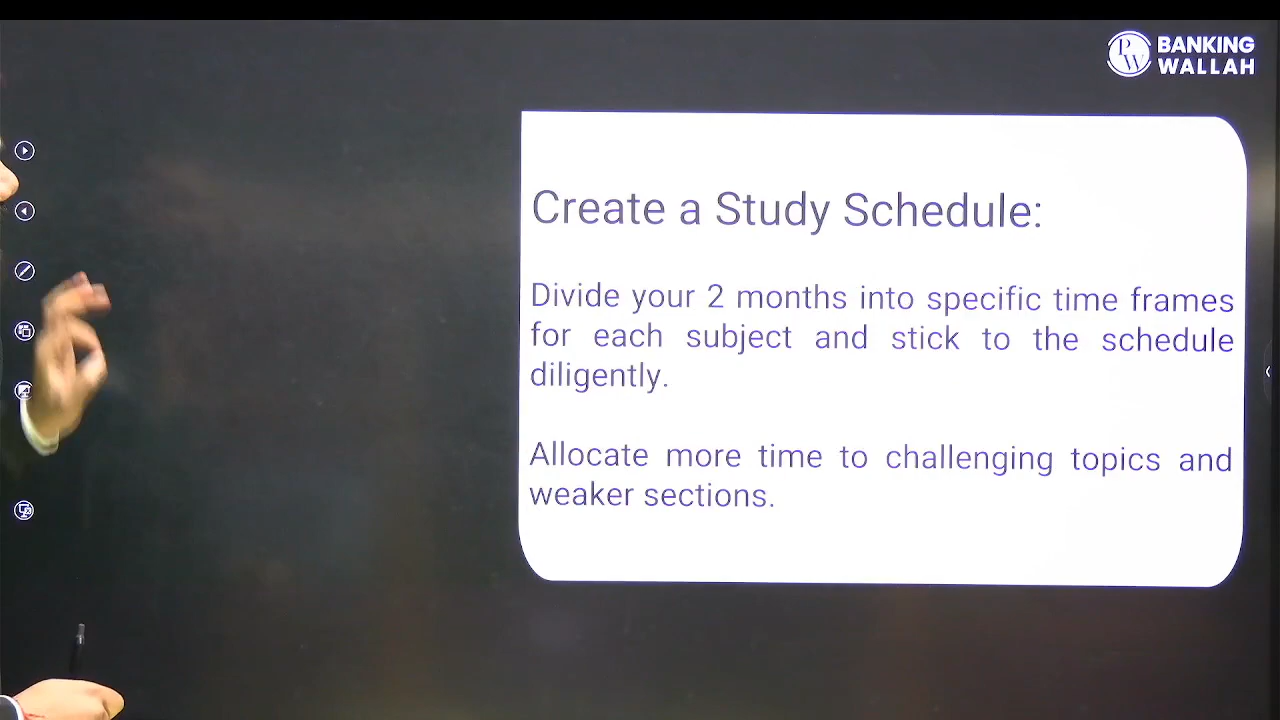 PW BANKING
WALLAH
Create a Study Schedule:
Divide your 2 months into specific time frames
for each subject and stick to the schedule
diligently.
Allocate more time to challenging topics and
weaker sections.